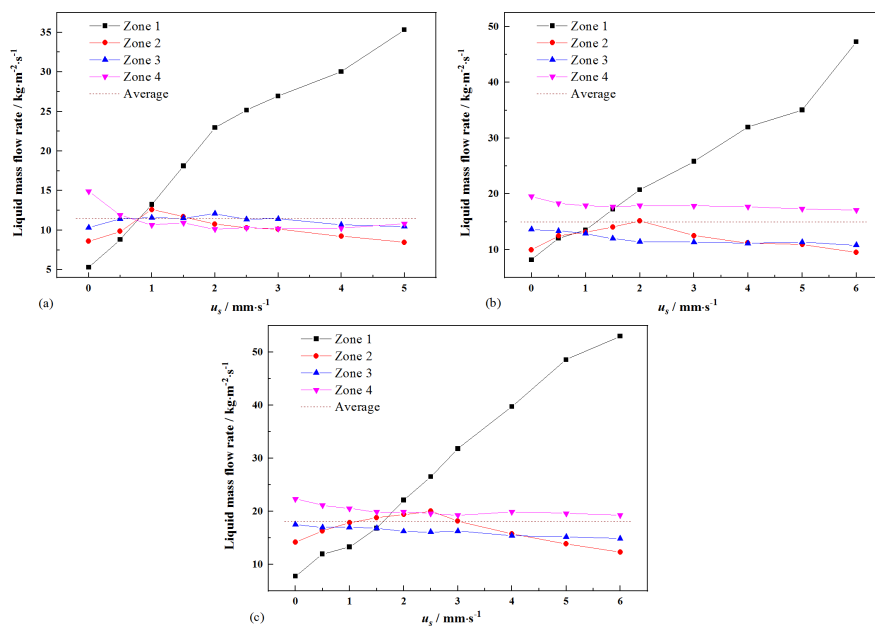 Liquid mass flow rate / kg·m⁻²·s⁻¹
35
30
25
20
15
10
5
Zone 1
Zone 2
Zone 3
Zone 4
Average
0 1 2 3 4 5
(a)
uₛ / mm·s⁻¹
Liquid mass flow rate / kg·m⁻²·s⁻¹
50
40
30
20
10
Zone 1
Zone 2
Zone 3
Zone 4
Average
0 1 2 3 4 5 6
(b)
uₛ / mm·s⁻¹
Liquid mass flow rate / kg·m⁻²·s⁻¹
50
40
30
20
10
Zone 1
Zone 2
Zone 3
Zone 4
Average
0 1 2 3 4 5 6
(c)
uₛ / mm·s⁻¹